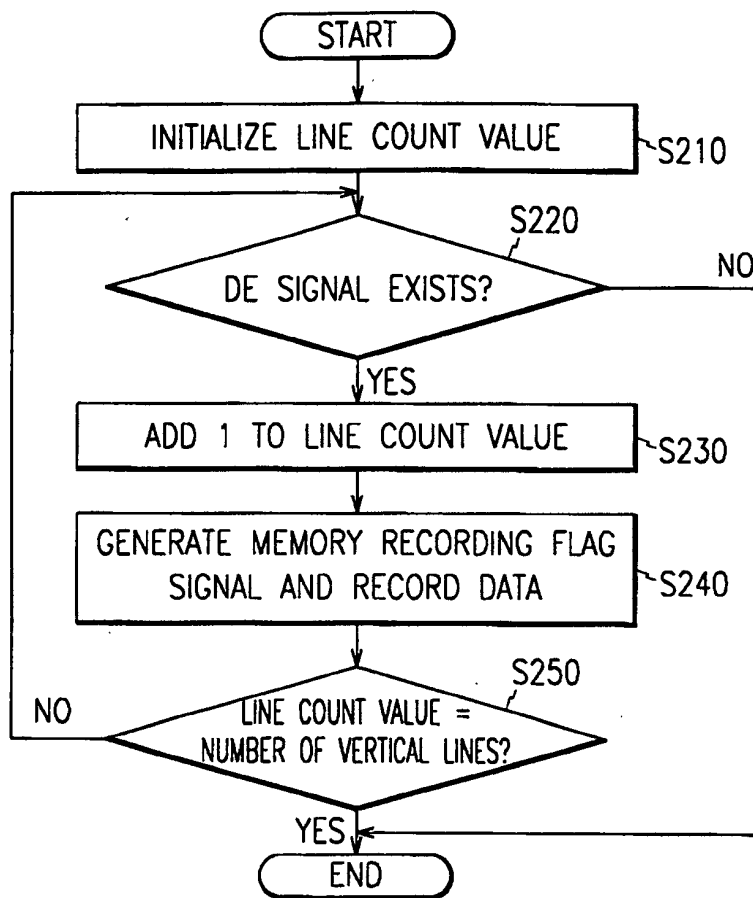 START
INITIALIZE LINE COUNT VALUE
S210
S220
DE SIGNAL EXISTS?
NO
YES
ADD 1 TO LINE COUNT VALUE
S230
GENERATE MEMORY RECORDING FLAG
SIGNAL AND RECORD DATA
S240
S250
NO
LINE COUNT VALUE =
NUMBER OF VERTICAL LINES?
YES
END